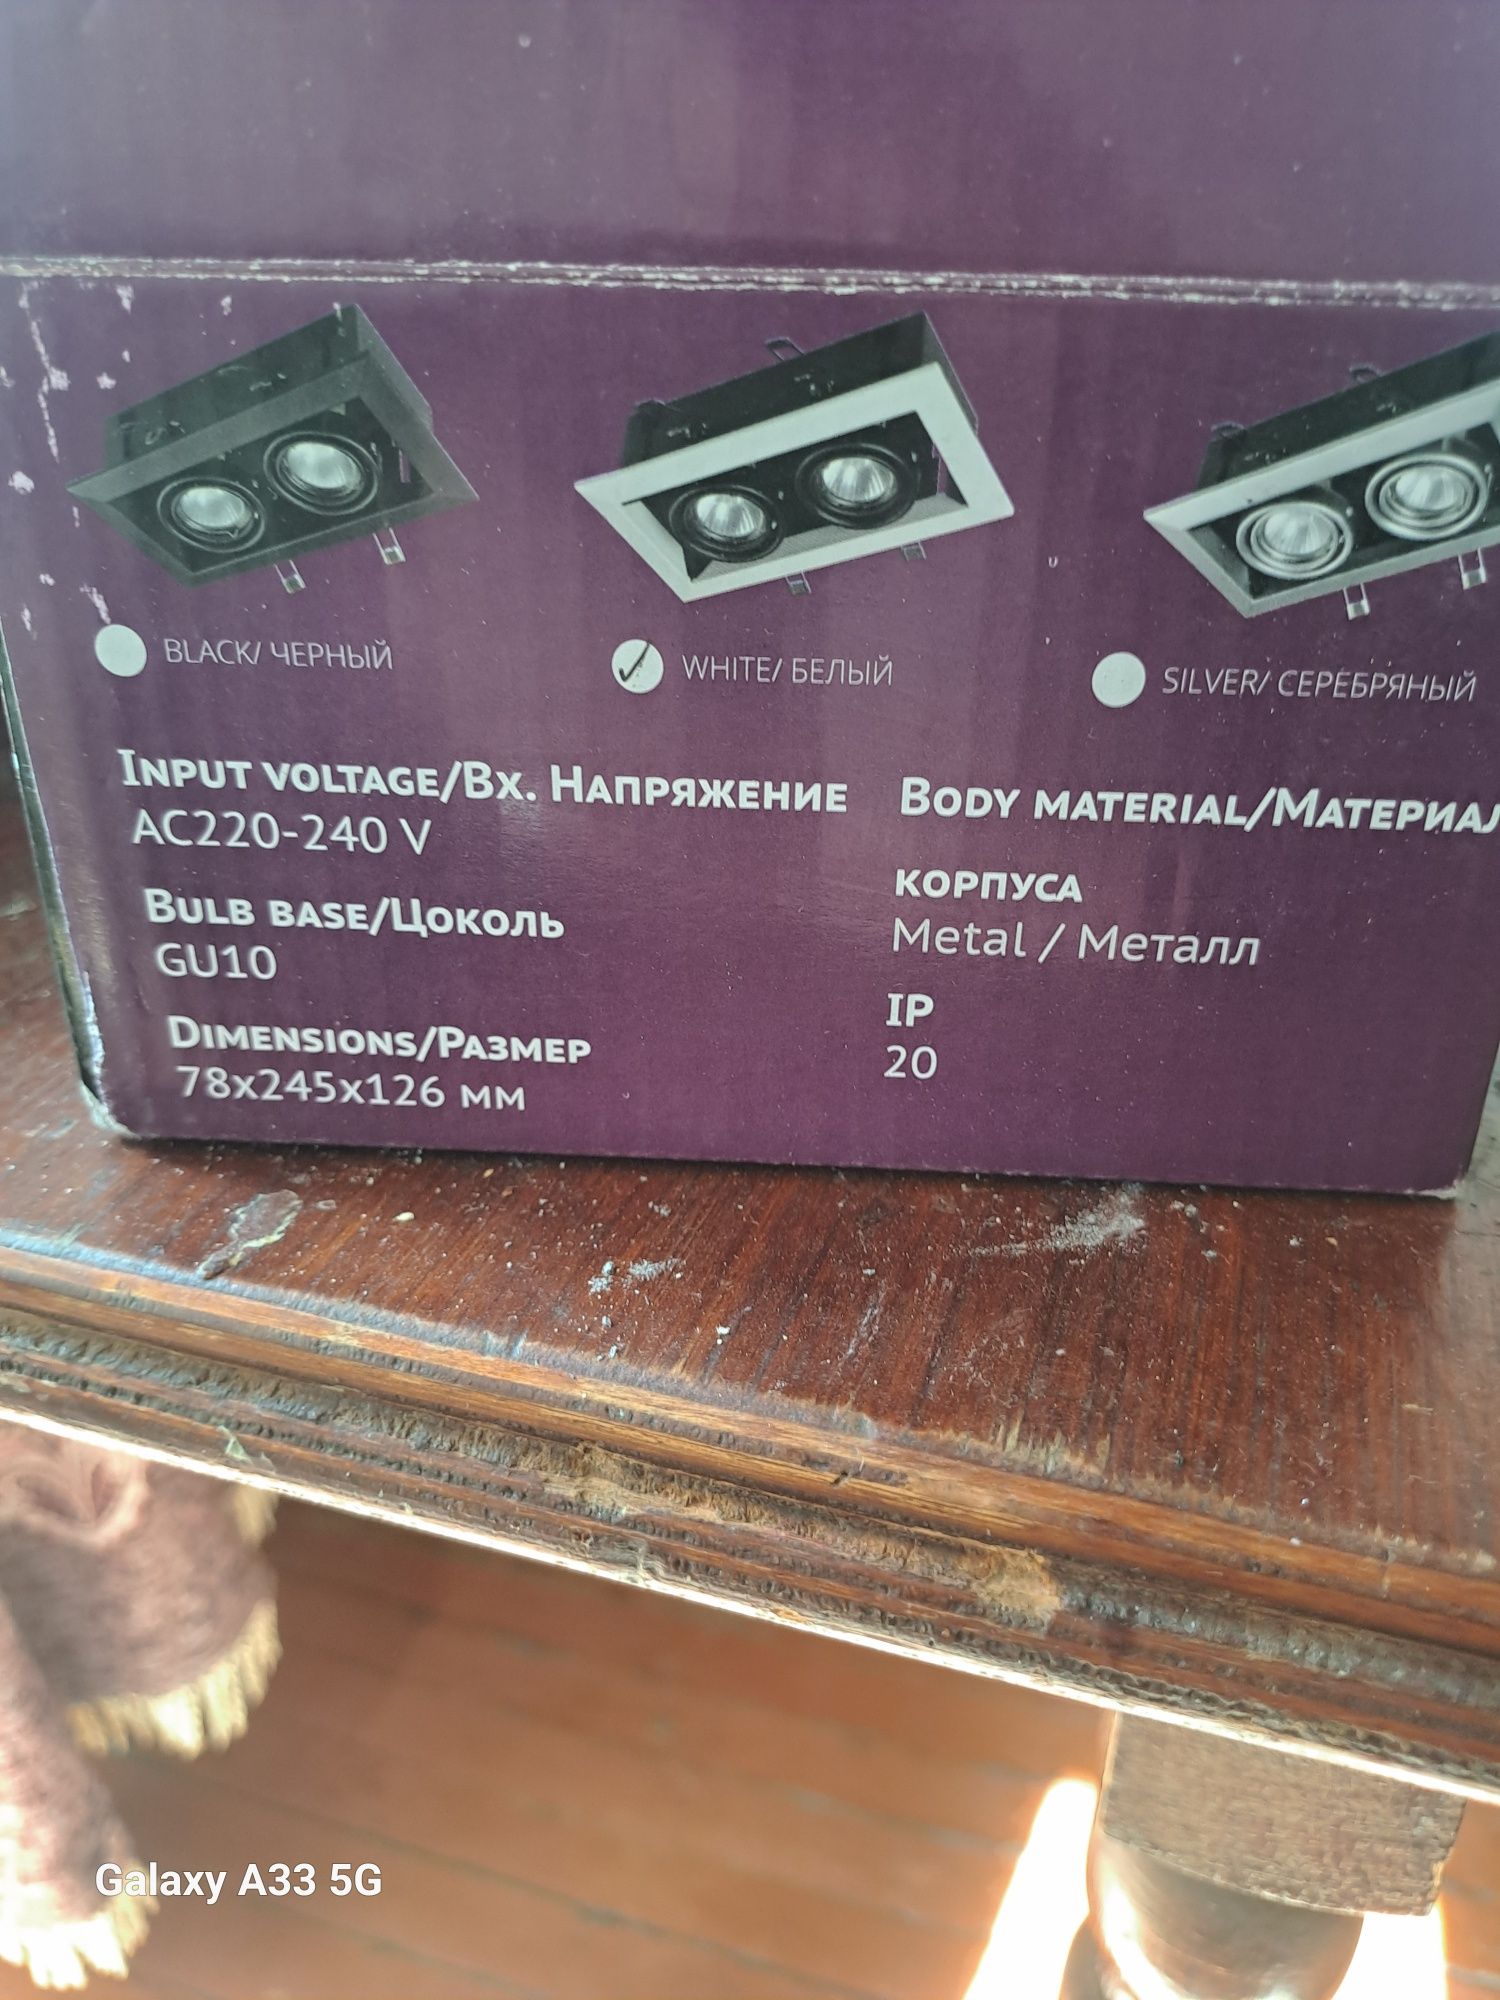 BLACK/ ЧЕРНЫЙ
WHITE/ БЕЛЫЙ
SILVER/ СЕРЕБРЯНЫЙ
INPUT VOLTAGE/ВХ. НАПРЯЖЕНИЕ
AC220-240 V
BULB BASE/ЦОКОЛЬ
GU10
DIMENSIONS/РАЗМЕР
78x245x126 мм
BODY MATERIAL/МАТЕРИАЛ
КОРПУСА
Metal / Металл
IP
20
Galaxy A33 5G